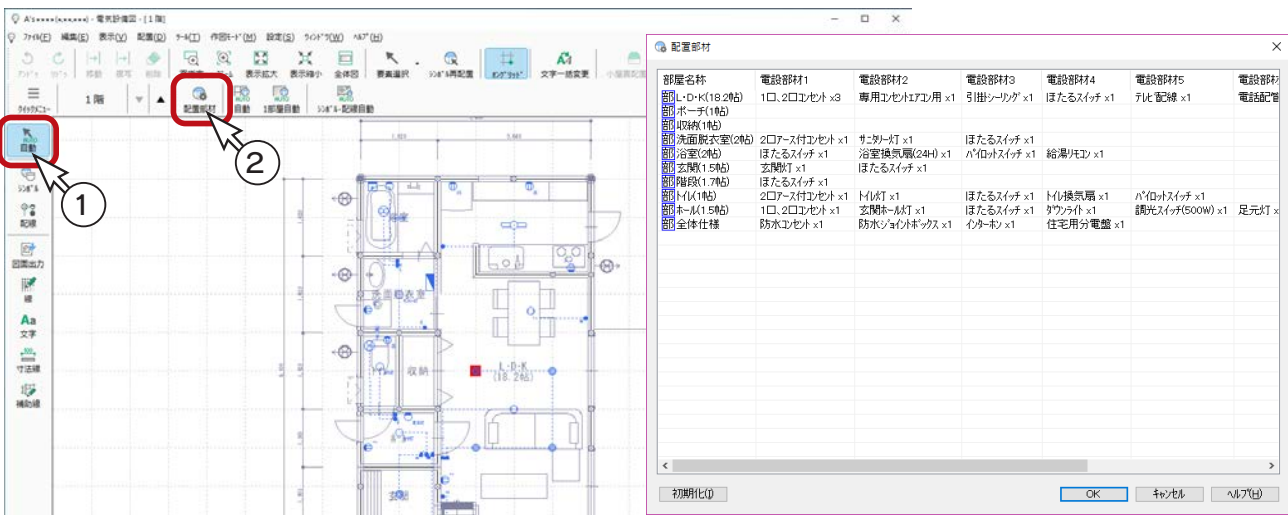 A's****(*.**.***) - 電気設備図 - [1 階]
ファイル(F) 編集(E) 表示(V) 配置(D) ツール(T) 作図モード(M) 設定(S) ウィンドウ(W) ヘルプ(H)
アンドゥ リドゥ 移動 複写 削除 再表示 表示拡大 表示縮小 全体図 要素選択 シンボル再配置 オングリッド 文字一括変更
クイックメニュー 1階 配置部材 自動 1部屋自動 シンボル・配線自動
自動
シンボル
配線
図面出力
線
Aa
文字
寸法線
補助線
1
2
浴室
洗面脱衣室
収納
L・D・K
(18.2帖)
玄関
配置部材
部屋名称 電設部材1 電設部材2 電設部材3 電設部材4 電設部材5 電設部材
部 L・D・K(18.2帖) 1口、2口コンセント x3 専用コンセントエアコン用 x1 引掛シーリング x1 ほたるスイッチ x1 テレビ配線 x1 電話配管
部 ポーチ(1帖)
部 収納(1帖)
部 洗面脱衣室(2帖) 2口アース付コンセント x1 サニタリー灯 x1 ほたるスイッチ x1
部 浴室(2帖) ほたるスイッチ x1 浴室換気扇(24H) x1 パイロットスイッチ x1 給湯リモコン x1
部 玄関(1.5帖) 玄関灯 x1 ほたるスイッチ x1
部 階段(1.7帖) ほたるスイッチ x1
部 トイレ(1帖) 2口アース付コンセント x1 トイレ灯 x1 ほたるスイッチ x1 トイレ換気扇 x1 パイロットスイッチ x1
部 ホール(1.5帖) 1口、2口コンセント x1 玄関ホール灯 x1 ほたるスイッチ x1 ダウンライト x1 調光スイッチ(500W) x1 足元灯 x
部 全体仕様 防水コンセント x1 防水ジョイントボックス x1 インターホン x1 住宅用分電盤 x1
初期化(I) OK キャンセル ヘルプ(H)